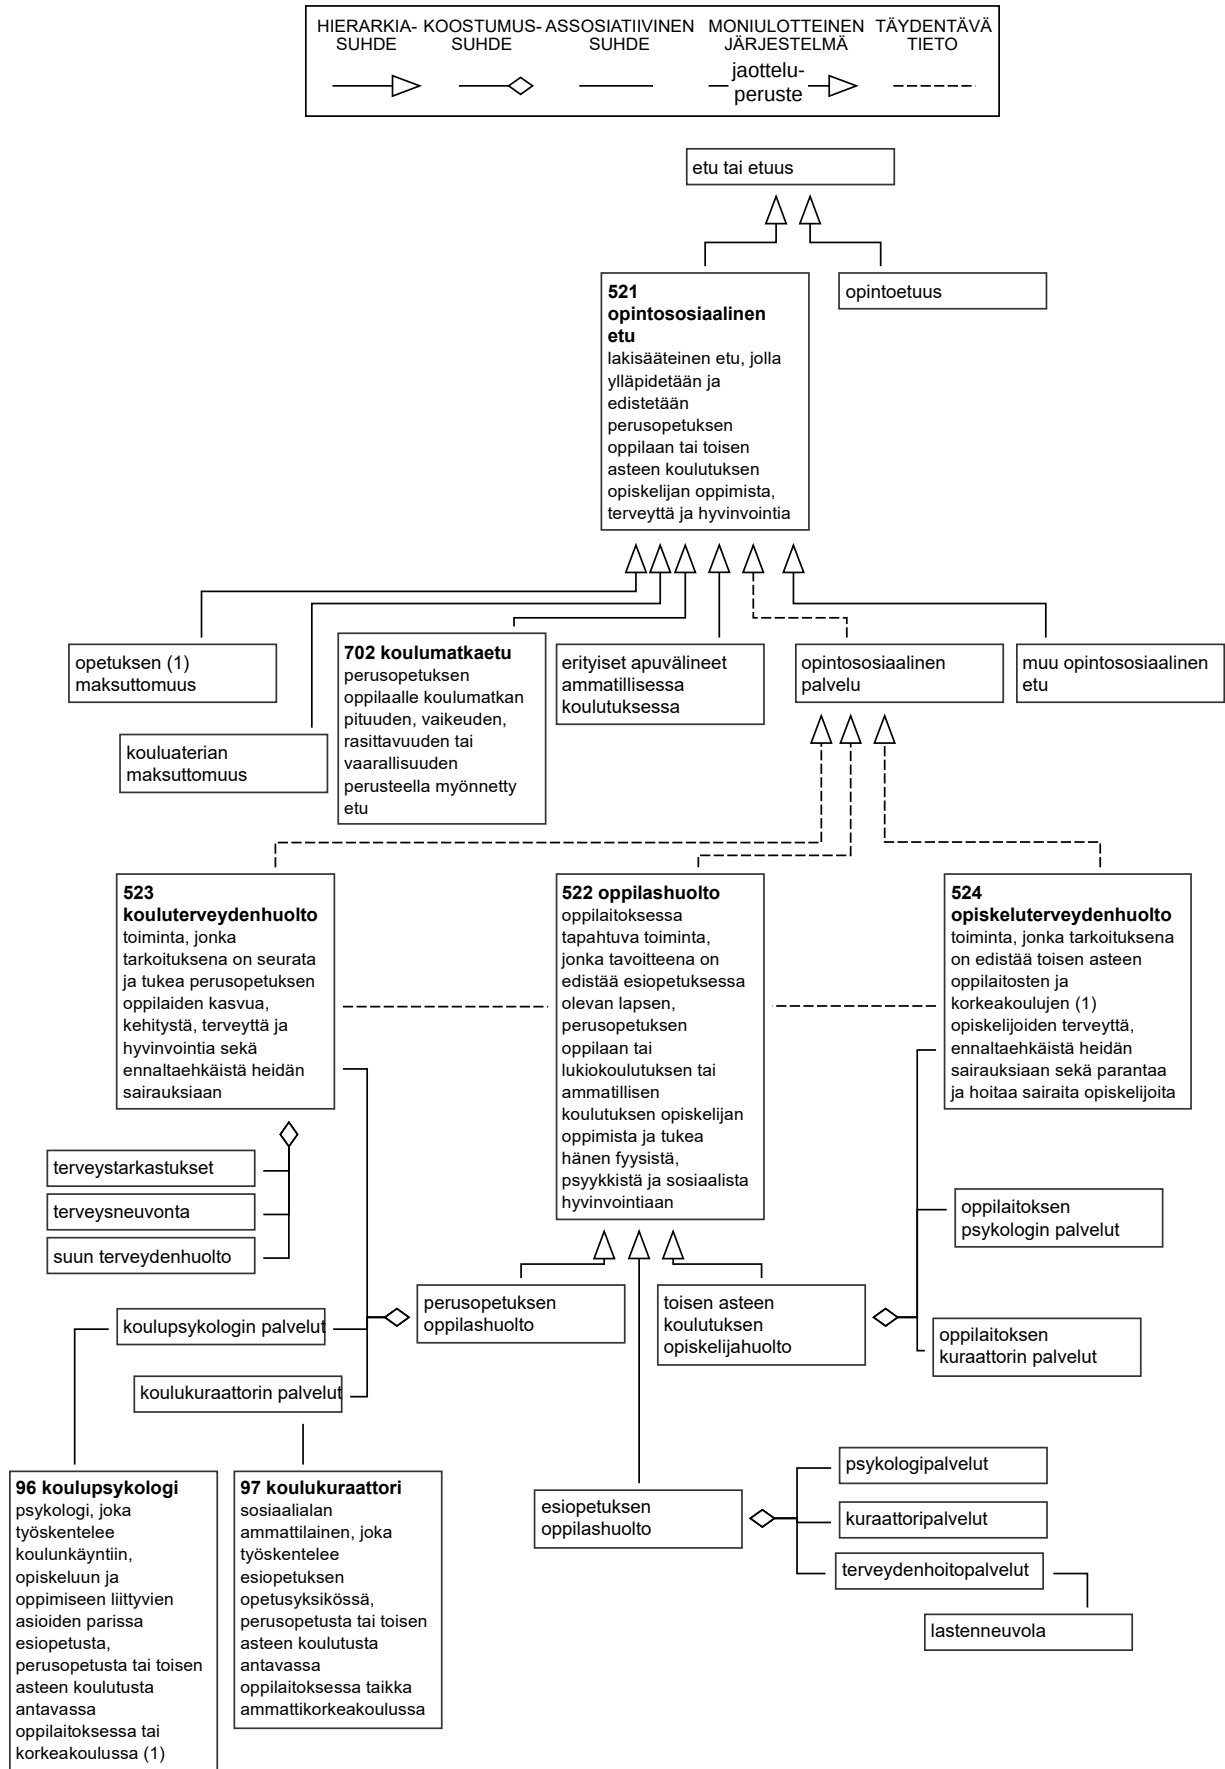 HIERARKIA-
SUHDE
KOOSTUMUS-
SUHDE
ASSOSIATIIVINEN
SUHDE
MONIULOTTEINEN
JÄRJESTELMÄ
TÄYDENTÄVÄ
TIETO
jaottelu-
peruste
etu tai etuus
521
opintososiaalinen
etu
lakisääteinen etu, jolla
ylläpidetään ja
edistetään
perusopetuksen
oppilaan tai toisen
asteen koulutuksen
opiskelijan oppimista,
terveyttä ja hyvinvointia
opintoetuus
opetuksen (1)
maksuttomuus
kouluaterian
maksuttomuus
702 koulumatkaetu
perusopetuksen
oppilaalle koulumatkan
pituuden, vaikeuden,
rasittavuuden tai
vaarallisuuden
perusteella myönnetty
etu
erityiset apuvälineet
ammatillisessa
koulutuksessa
opintososiaalinen
palvelu
muu opintososiaalinen
etu
523
kouluterveydenhuolto
toiminta, jonka
tarkoituksena on seurata
ja tukea perusopetuksen
oppilaiden kasvua,
kehitystä, terveyttä ja
hyvinvointia sekä
ennaltaehkäistä heidän
sairauksiaan
522 oppilashuolto
oppilaitoksessa
tapahtuva toiminta,
jonka tavoitteena on
edistää esiopetuksessa
olevan lapsen,
perusopetuksen
oppilaan tai
lukiokoulutuksen tai
ammatillisen
koulutuksen opiskelijan
oppimista ja tukea
hänen fyysistä,
psyykkistä ja sosiaalista
hyvinvointiaan
524
opiskeluterveydenhuolto
toiminta, jonka tarkoituksena
on edistää toisen asteen
oppilaitosten ja
korkeakoulujen (1)
opiskelijoiden terveyttä,
ennaltaehkäistä heidän
sairauksiaan sekä parantaa
ja hoitaa sairaita opiskelijoita
terveystarkastukset
terveysneuvonta
suun terveydenhuolto
oppilaitoksen
psykologin palvelut
perusopetuksen
oppilashuolto
toisen asteen
koulutuksen
opiskelijahuolto
koulupsykologin palvelut
oppilaitoksen
kuraattorin palvelut
koulukuraattorin palvelut
96 koulupsykologi
psykologi, joka
työskentelee
koulunkäyntiin,
opiskeluun ja
oppimiseen liittyvien
asioiden parissa
esiopetusta,
perusopetusta tai toisen
asteen koulutusta
antavassa
oppilaitoksessa tai
korkeakoulussa (1)
97 koulukuraattori
sosiaalialan
ammattilainen, joka
työskentelee
esiopetuksen
opetusyksikössä,
perusopetusta tai toisen
asteen koulutusta
antavassa
oppilaitoksessa taikka
ammattikorkeakoulussa
esiopetuksen
oppilashuolto
psykologipalvelut
kuraattoripalvelut
terveydenhoitopalvelut
lastenneuvola